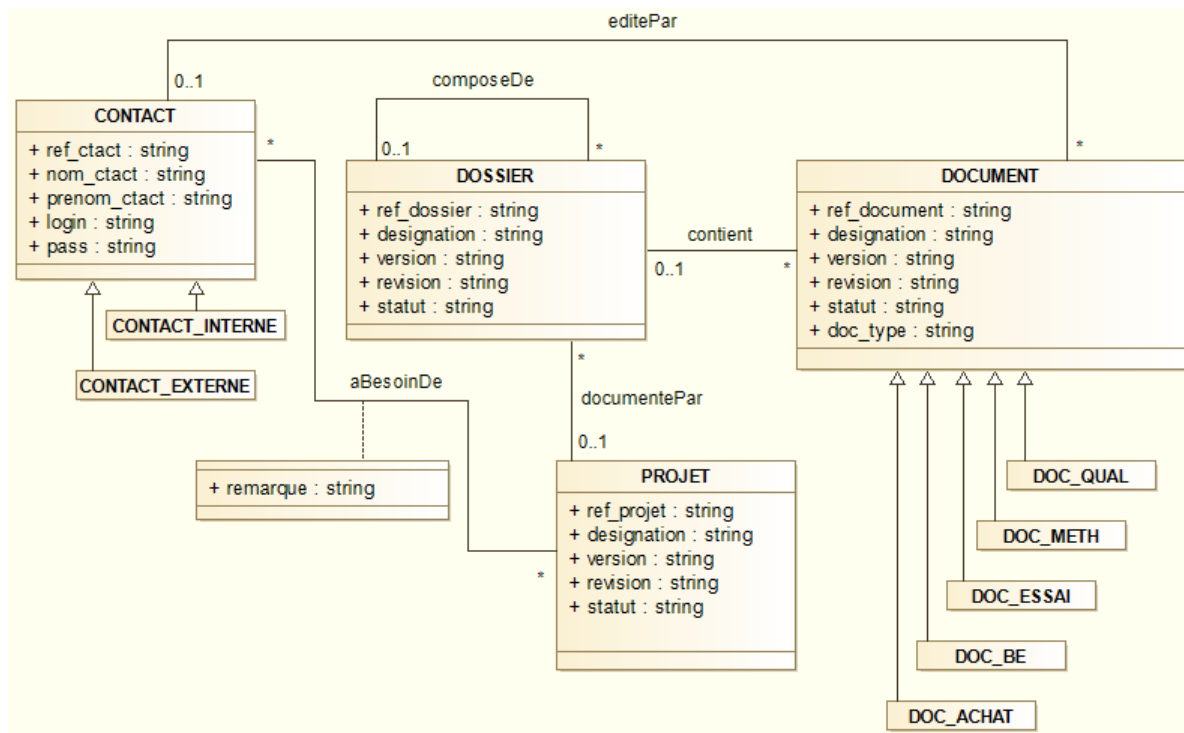 editePar
0..1
*
composeDe
0..1
*
CONTACT
+ ref_ctact : string
+ nom_ctact : string
+ prenom_ctact : string
+ login : string
+ pass : string
*
DOSSIER
+ ref_dossier : string
+ designation : string
+ version : string
+ revision : string
+ statut : string
contient
0..1
*
DOCUMENT
+ ref_document : string
+ designation : string
+ version : string
+ revision : string
+ statut : string
+ doc_type : string
CONTACT_INTERNE
CONTACT_EXTERNE
aBesoinDe
*
documentePar
0..1
+ remarque : string
*
PROJET
+ ref_projet : string
+ designation : string
+ version : string
+ revision : string
+ statut : string
DOC_QUAL
DOC_METH
DOC_ESSAI
DOC_BE
DOC_ACHAT